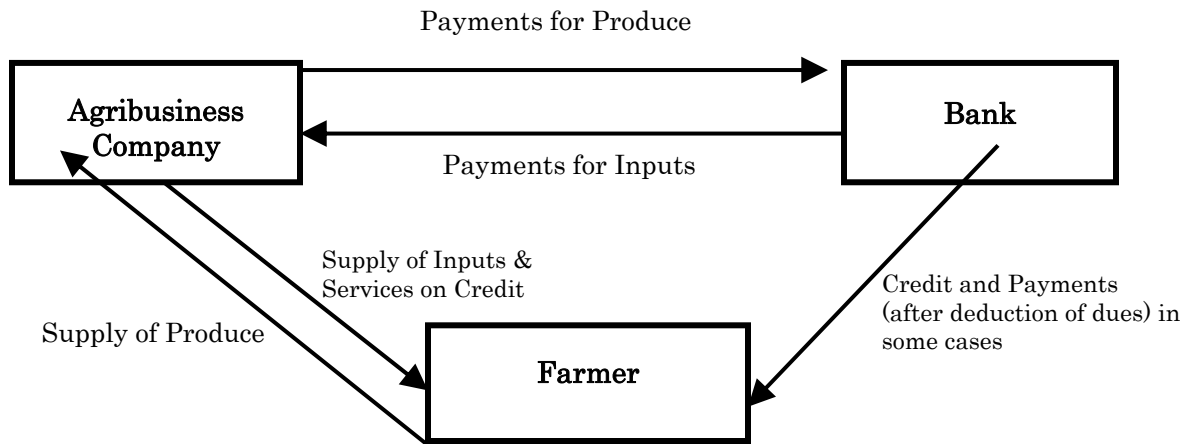 Payments for Produce
Agribusiness
Company
Bank
Payments for Inputs
Supply of Inputs &
Services on Credit
Credit and Payments
(after deduction of dues) in
some cases
Supply of Produce
Farmer